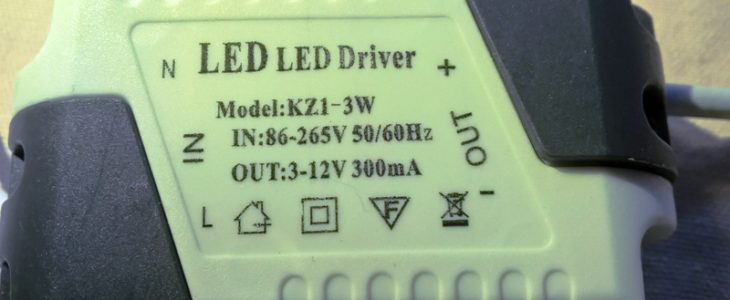 N LED LED Driver +
Model:KZ1-3W
IN
IN:86-265V 50/60Hz
OUT
OUT:3-12V 300mA
L F -